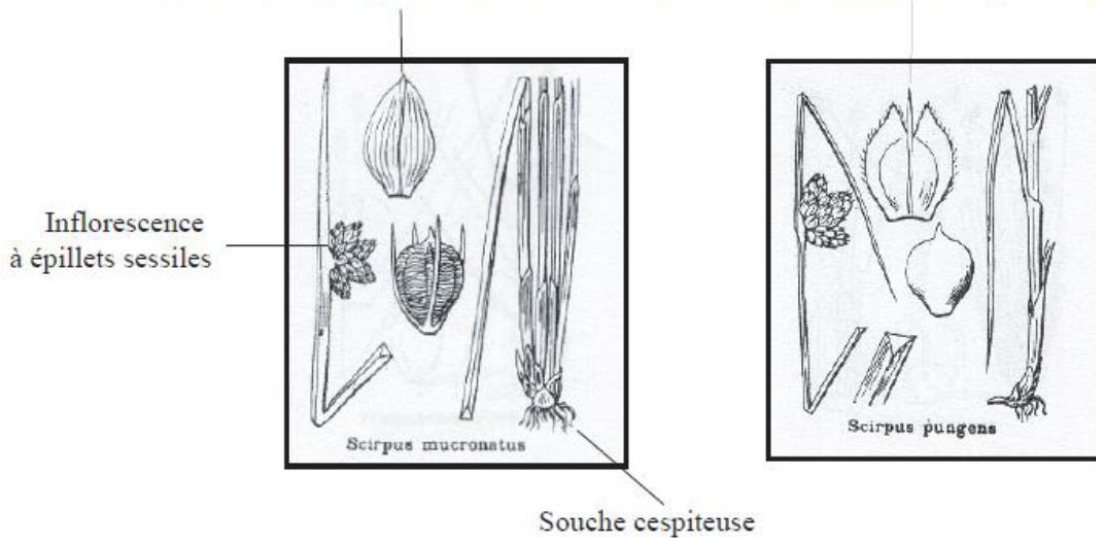 Inflorescence
à épillets sessiles
Scirpus mucronatus
Scirpus pungens
Souche cespiteuse